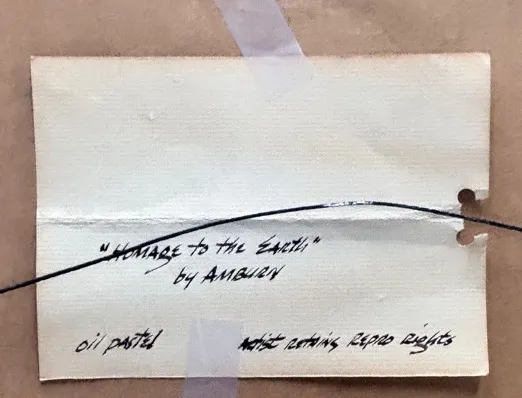 "Homage to the Earth"
by Amburn
oil pastel artist retains Repro Rights